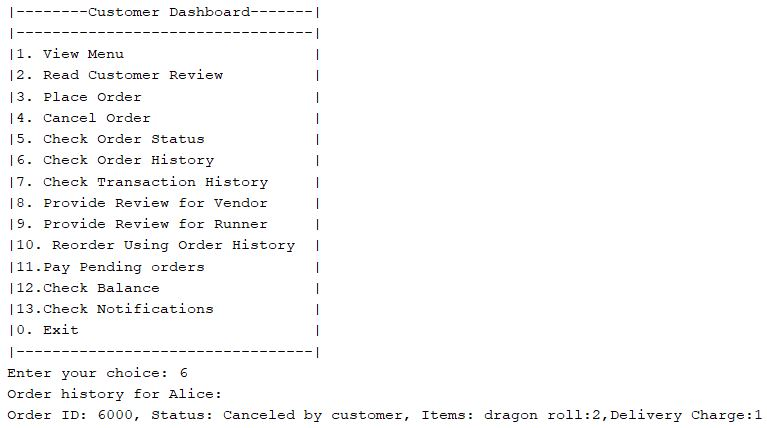 |--------Customer Dashboard-------|
|---------------------------------|
|1. View Menu                     |
|2. Read Customer Review          |
|3. Place Order                   |
|4. Cancel Order                  |
|5. Check Order Status            |
|6. Check Order History           |
|7. Check Transaction History     |
|8. Provide Review for Vendor     |
|9. Provide Review for Runner     |
|10. Reorder Using Order History  |
|11.Pay Pending orders            |
|12.Check Balance                 |
|13.Check Notifications           |
|0. Exit                          |
|---------------------------------|
Enter your choice: 6
Order history for Alice:
Order ID: 6000, Status: Canceled by customer, Items: dragon roll:2,Delivery Charge:1